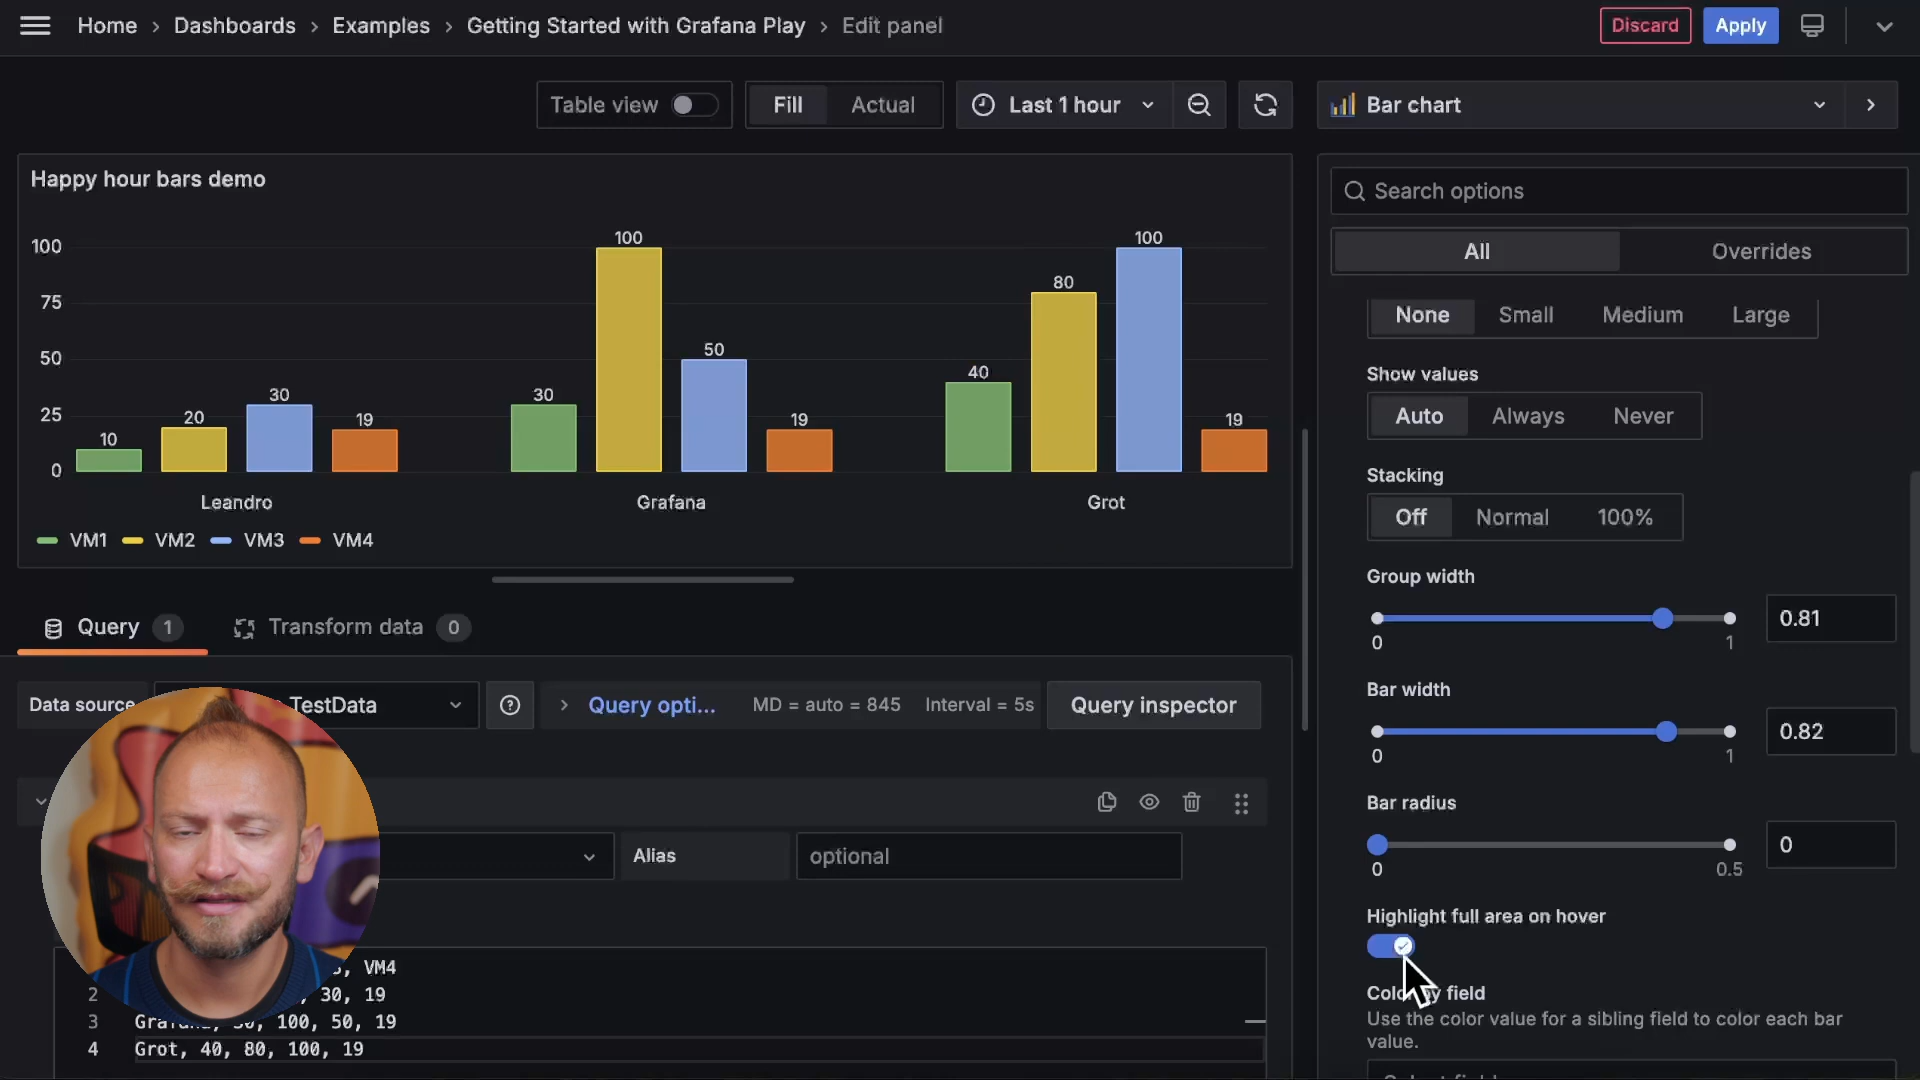 Home › Dashboards › Examples › Getting Started with Grafana Play › Edit panel
Discard
Apply
Table view
Fill
Actual
Last 1 hour
Bar chart
Happy hour bars demo
100
75
50
25
0
10
20
30
19
30
100
50
19
40
80
100
19
Leandro
Grafana
Grot
VM1
VM2
VM3
VM4
Search options
All
Overrides
None
Small
Medium
Large
Show values
Auto
Always
Never
Stacking
Off
Normal
100%
Group width
0.81
0
1
Bar width
0.82
0
1
Bar radius
0
0
0.5
Highlight full area on hover
Color by field
Use the color value for a sibling field to color each bar
value.
Query 1
Transform data 0
Data source
TestData
Query opti...
MD = auto = 845
Interval = 5s
Query inspector
Alias
optional
, VM4
2 30, 19
3 100, 50, 19
4 Grot, 40, 80, 100, 19